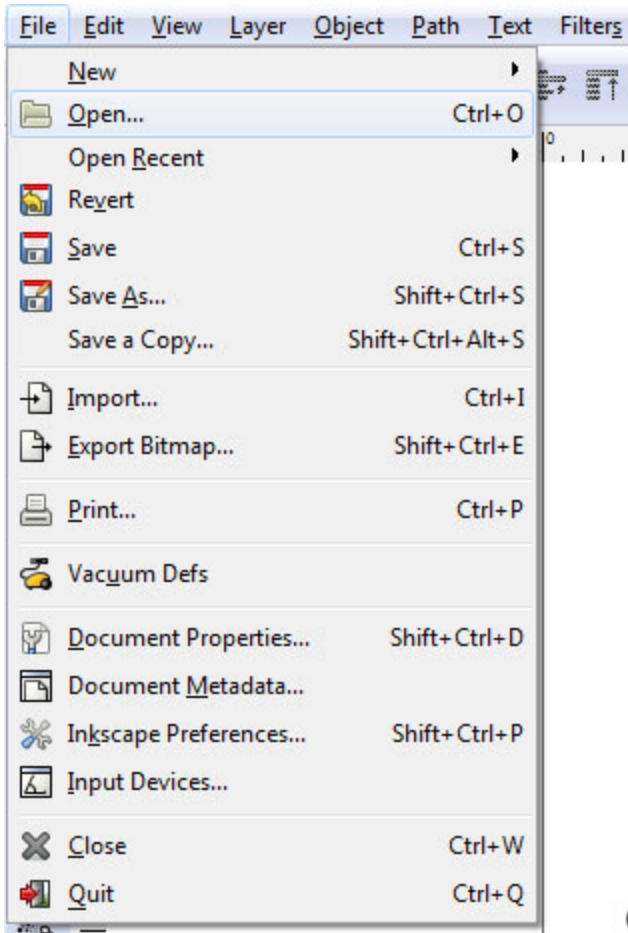 File Edit View Layer Object Path Text Filters
New
Open... Ctrl+O
Open Recent
Revert
Save Ctrl+S
Save As... Shift+Ctrl+S
Save a Copy... Shift+Ctrl+Alt+S
Import... Ctrl+I
Export Bitmap... Shift+Ctrl+E
Print... Ctrl+P
Vacuum Defs
Document Properties... Shift+Ctrl+D
Document Metadata...
Inkscape Preferences... Shift+Ctrl+P
Input Devices...
Close Ctrl+W
Quit Ctrl+Q
0